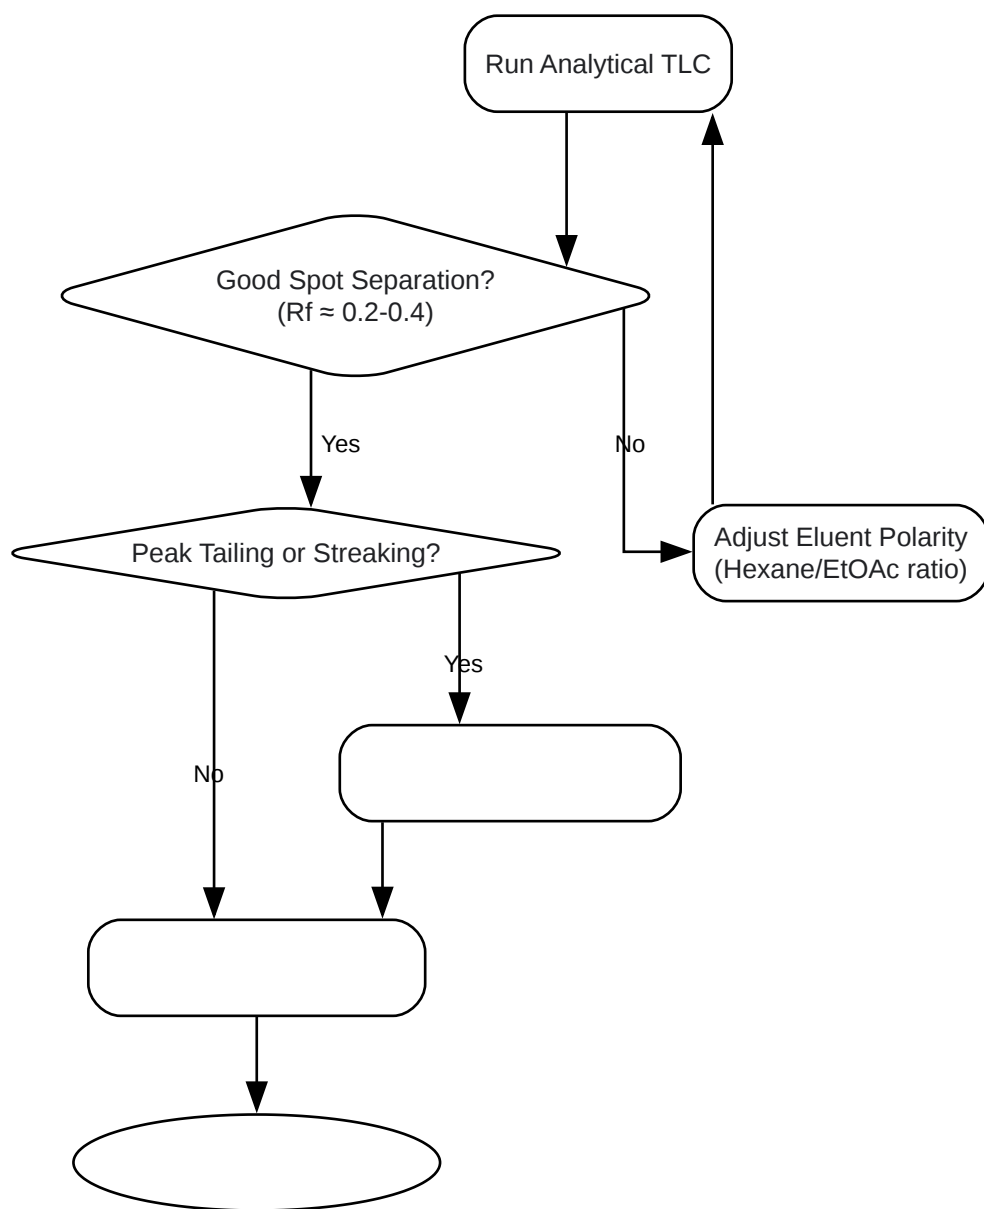 Run Analytical TLC
Good Spot Separation?
(Rf ≈ 0.2-0.4)
Yes
No
Adjust Eluent Polarity
(Hexane/EtOAc ratio)
Peak Tailing or Streaking?
Yes
No